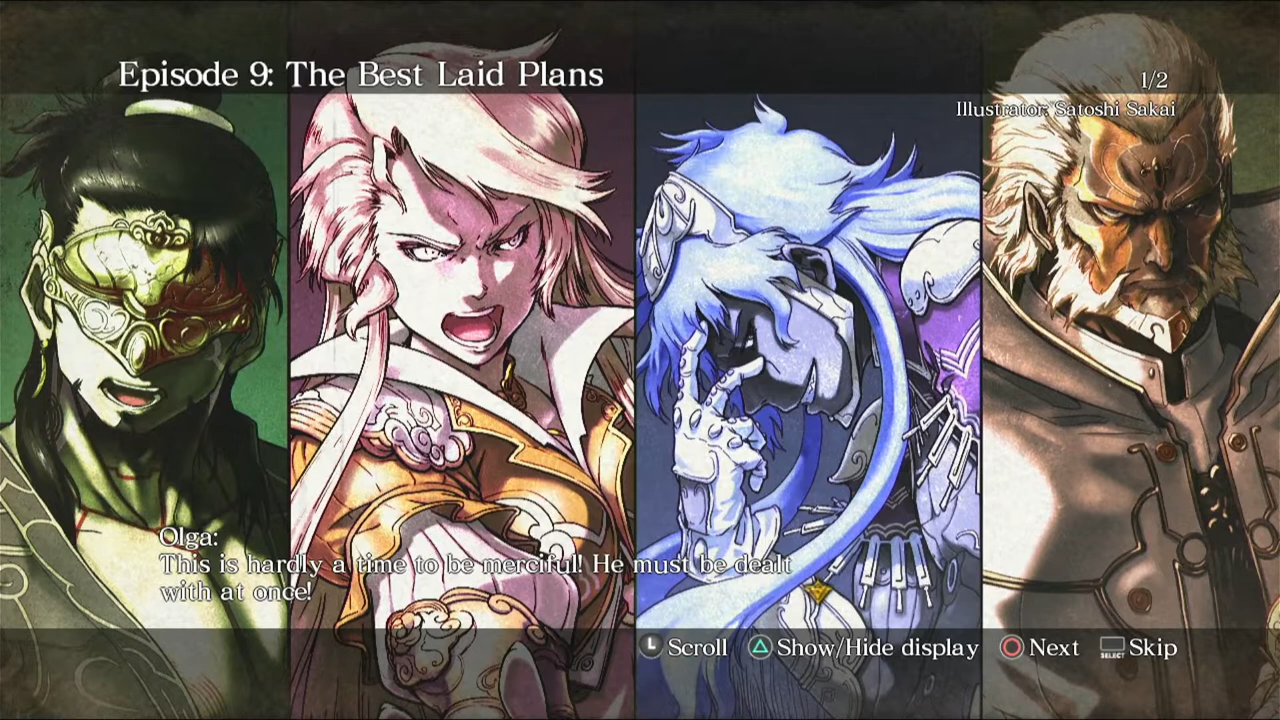 Episode 9: The Best Laid Plans
1/2
Illustrator: Satoshi Sakai
Olga:
This is hardly a time to be merciful! He must be dealt
with at once!
L Scroll △ Show/Hide display ○ Next SELECT Skip